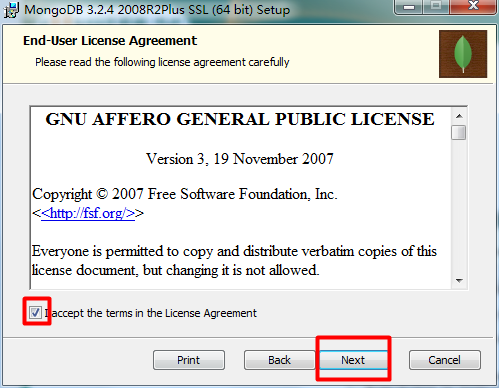 MongoDB 3.2.4 2008R2Plus SSL (64 bit) Setup
End-User License Agreement
Please read the following license agreement carefully
GNU AFFERO GENERAL PUBLIC LICENSE
Version 3, 19 November 2007
Copyright © 2007 Free Software Foundation, Inc.
<<http://fsf.org/>>
Everyone is permitted to copy and distribute verbatim copies of this
license document, but changing it is not allowed.
I accept the terms in the License Agreement
Print
Back
Next
Cancel